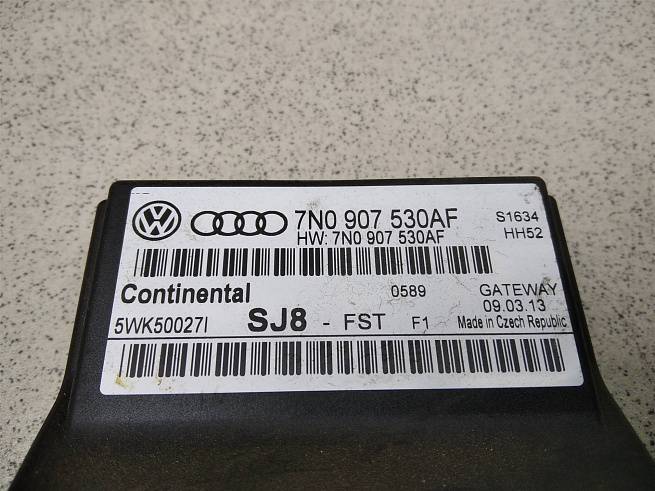 7N0 907 530AF S1634
HW: 7N0 907 530AF HH52
Continental 0589 GATEWAY
09.03.13
5WK50027I SJ8 - FST F1 Made in Czech Republic